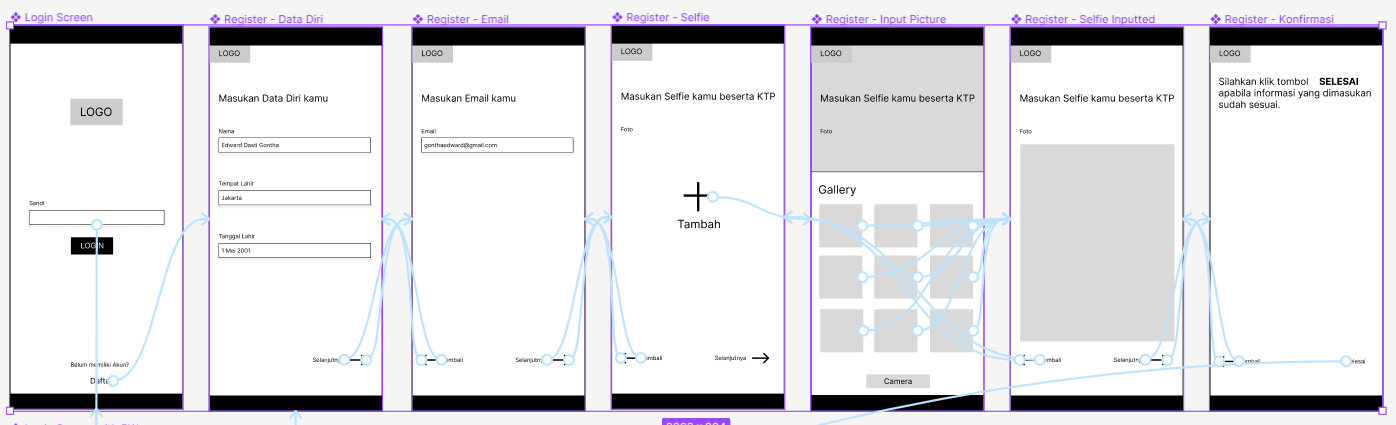 Login Screen
LOGO
Sandi
LOGIN
Belum memiliki Akun?
Register - Data Diri
LOGO
Masukan Data Diri kamu
Nama
Edward Dasti Gontha
Tempat Lahir
Jakarta
Tanggal Lahir
1 Mei 2001
Register - Email
LOGO
Masukan Email kamu
Email
gonthaedward@gmail.com
Register - Selfie
LOGO
Masukan Selfie kamu beserta KTP
Foto
Tambah
Selanjutnya
Register - Input Picture
LOGO
Masukan Selfie kamu beserta KTP
Foto
Gallery
Camera
Register - Selfie Inputted
LOGO
Masukan Selfie kamu beserta KTP
Foto
Register - Konfirmasi
LOGO
Silahkan klik tombol SELESAI
apabila informasi yang dimasukan
sudah sesuai.